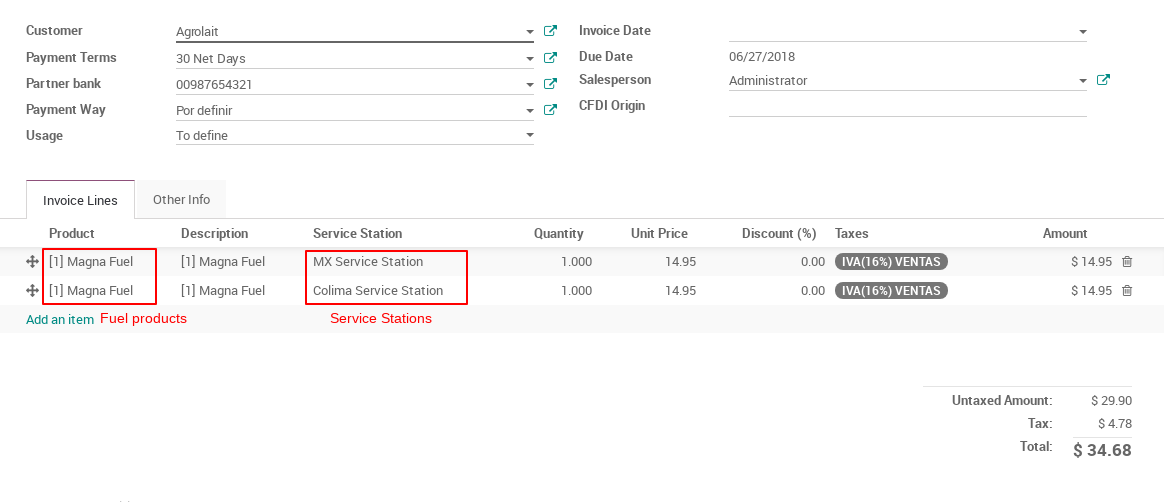 Customer Agrolait Invoice Date
Payment Terms 30 Net Days Due Date 06/27/2018
Partner bank 00987654321 Salesperson Administrator
Payment Way Por definir CFDI Origin
Usage To define
Invoice Lines Other Info
Product Description Service Station Quantity Unit Price Discount (%) Taxes Amount
[1] Magna Fuel [1] Magna Fuel MX Service Station 1.000 14.95 0.00 IVA(16%) VENTAS $ 14.95
[1] Magna Fuel [1] Magna Fuel Colima Service Station 1.000 14.95 0.00 IVA(16%) VENTAS $ 14.95
Add an item Fuel products Service Stations
Untaxed Amount: $ 29.90
Tax: $ 4.78
Total: $ 34.68